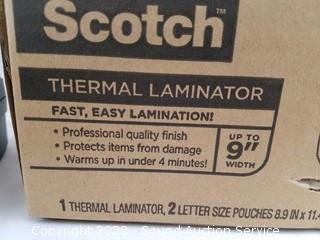 Scotch™
THERMAL LAMINATOR
FAST, EASY LAMINATION!
• Professional quality finish
• Protects items from damage
• Warms up in under 4 minutes!
UP TO
9"
WIDTH
1 THERMAL LAMINATOR, 2 LETTER SIZE POUCHES 8.9 IN X 11.4
Copyright 2020 - Sound Auction Service